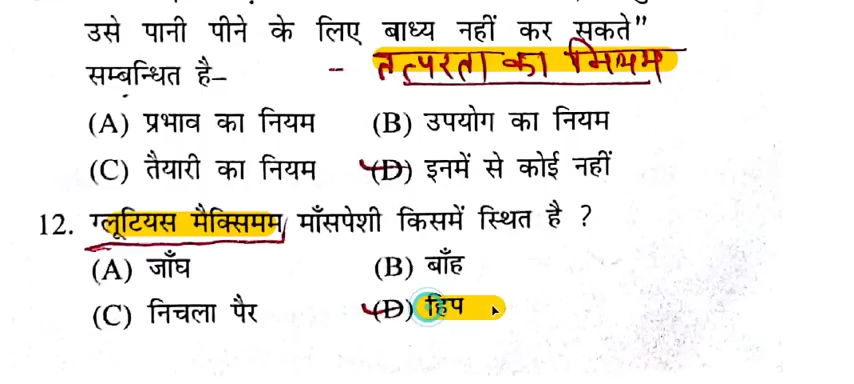 उसे पानी पीने के लिए बाध्य नहीं कर सकते"
सम्बन्धित है– - तत्परता का नियम
(A) प्रभाव का नियम (B) उपयोग का नियम
(C) तैयारी का नियम (D) इनमें से कोई नहीं
12. ग्लूटियस मैक्सिमम माँसपेशी किसमें स्थित है ?
(A) जाँघ (B) बाँह
(C) निचला पैर (D) हिप